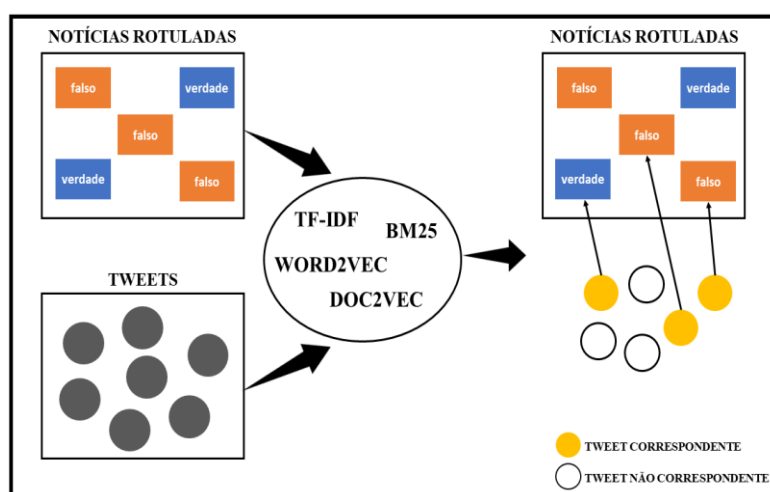 NOTÍCIAS ROTULADAS
falso
verdade
falso
verdade
falso
TWEETS
TF-IDF
BM25
WORD2VEC
DOC2VEC
NOTÍCIAS ROTULADAS
falso
verdade
falso
verdade
falso
TWEET CORRESPONDENTE
TWEET NÃO CORRESPONDENTE